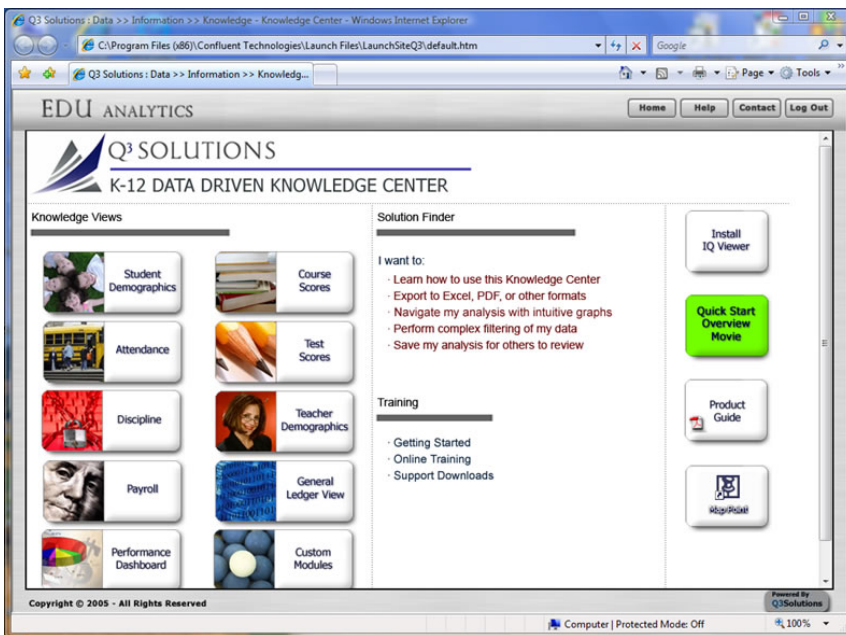 Q3 Solutions : Data >> Information >> Knowledge - Knowledge Center - Windows Internet Explorer
C:\Program Files (x86)\Confluent Technologies\Launch Files\LaunchSiteQ3\default.htm
Google
Q3 Solutions : Data >> Information >> Knowledg...
Page
Tools
EDU ANALYTICS
Home
Help
Contact
Log Out
Q3 SOLUTIONS
K-12 DATA DRIVEN KNOWLEDGE CENTER
Knowledge Views
Student
Demographics
Course
Scores
Attendance
Test
Scores
Discipline
Teacher
Demographics
Payroll
General
Ledger View
Performance
Dashboard
Custom
Modules
Solution Finder
I want to:
· Learn how to use this Knowledge Center
· Export to Excel, PDF, or other formats
· Navigate my analysis with intuitive graphs
· Perform complex filtering of my data
· Save my analysis for others to review
Training
· Getting Started
· Online Training
· Support Downloads
Install
IQ Viewer
Quick Start
Overview
Movie
Product
Guide
MapPoint
Copyright © 2005 - All Rights Reserved
Powered By
Q3Solutions
Computer | Protected Mode: Off
100%